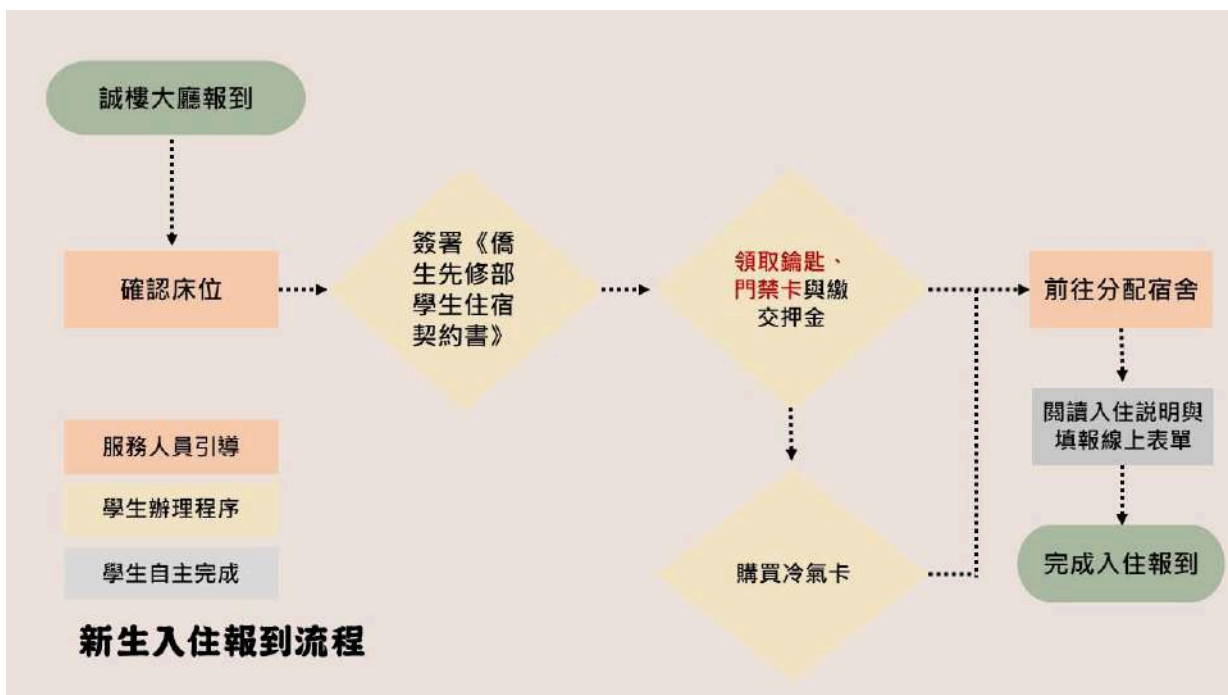 誠樓大廳報到
確認床位
簽署《僑
生先修部
學生住宿
契約書》
領取鑰匙、
門禁卡與繳
交押金
前往分配宿舍
閱讀入住説明與
填報線上表單
購買冷氣卡
完成入住報到
服務人員引導
學生辦理程序
學生自主完成
新生入住報到流程